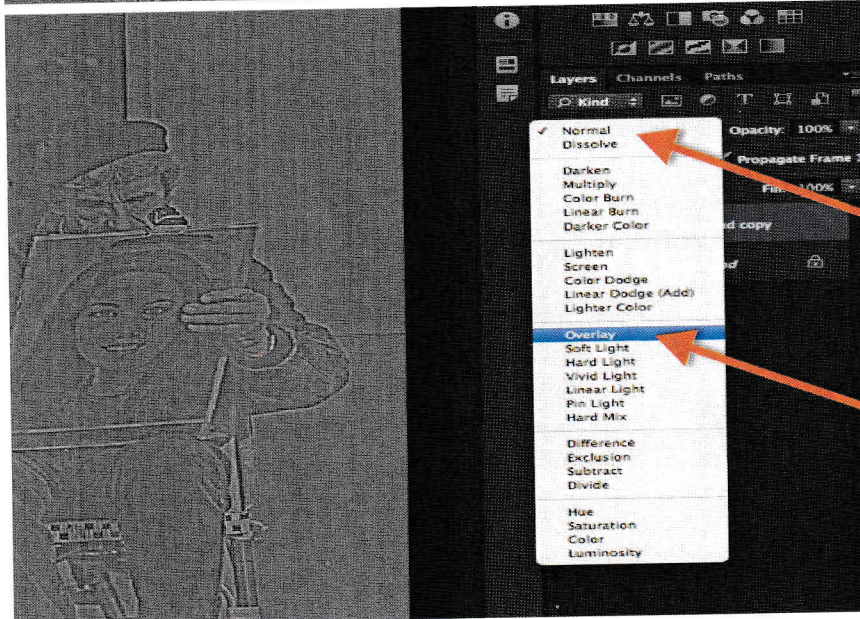 Layers Channels Paths
Kind
Normal
Dissolve
Opacity: 100%
Propagate Frame
Darken
Multiply
Color Burn
Linear Burn
Darker Color
Fill: 100%
d copy
Lighten
Screen
Color Dodge
Linear Dodge (Add)
Lighter Color
Overlay
Soft Light
Hard Light
Vivid Light
Linear Light
Pin Light
Hard Mix
Difference
Exclusion
Subtract
Divide
Hue
Saturation
Color
Luminosity